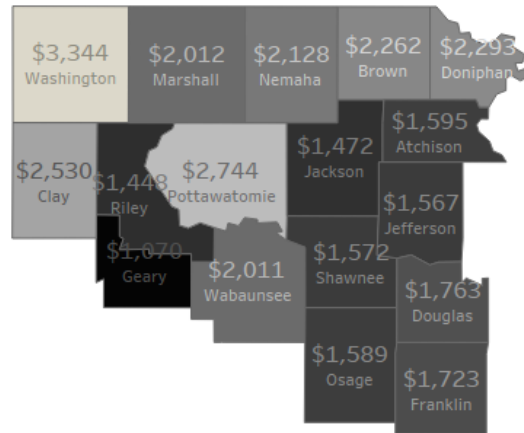 $3,344
Washington
$2,012
Marshall
$2,128
Nemaha
$2,262
Brown
$2,293
Doniphan
$2,530
Clay
$1,448
Riley
$2,744
Pottawatomie
$1,472
Jackson
$1,595
Atchison
$1,567
Jefferson
$1,070
Geary
$2,011
Wabaunsee
$1,572
Shawnee
$1,763
Douglas
$1,589
Osage
$1,723
Franklin